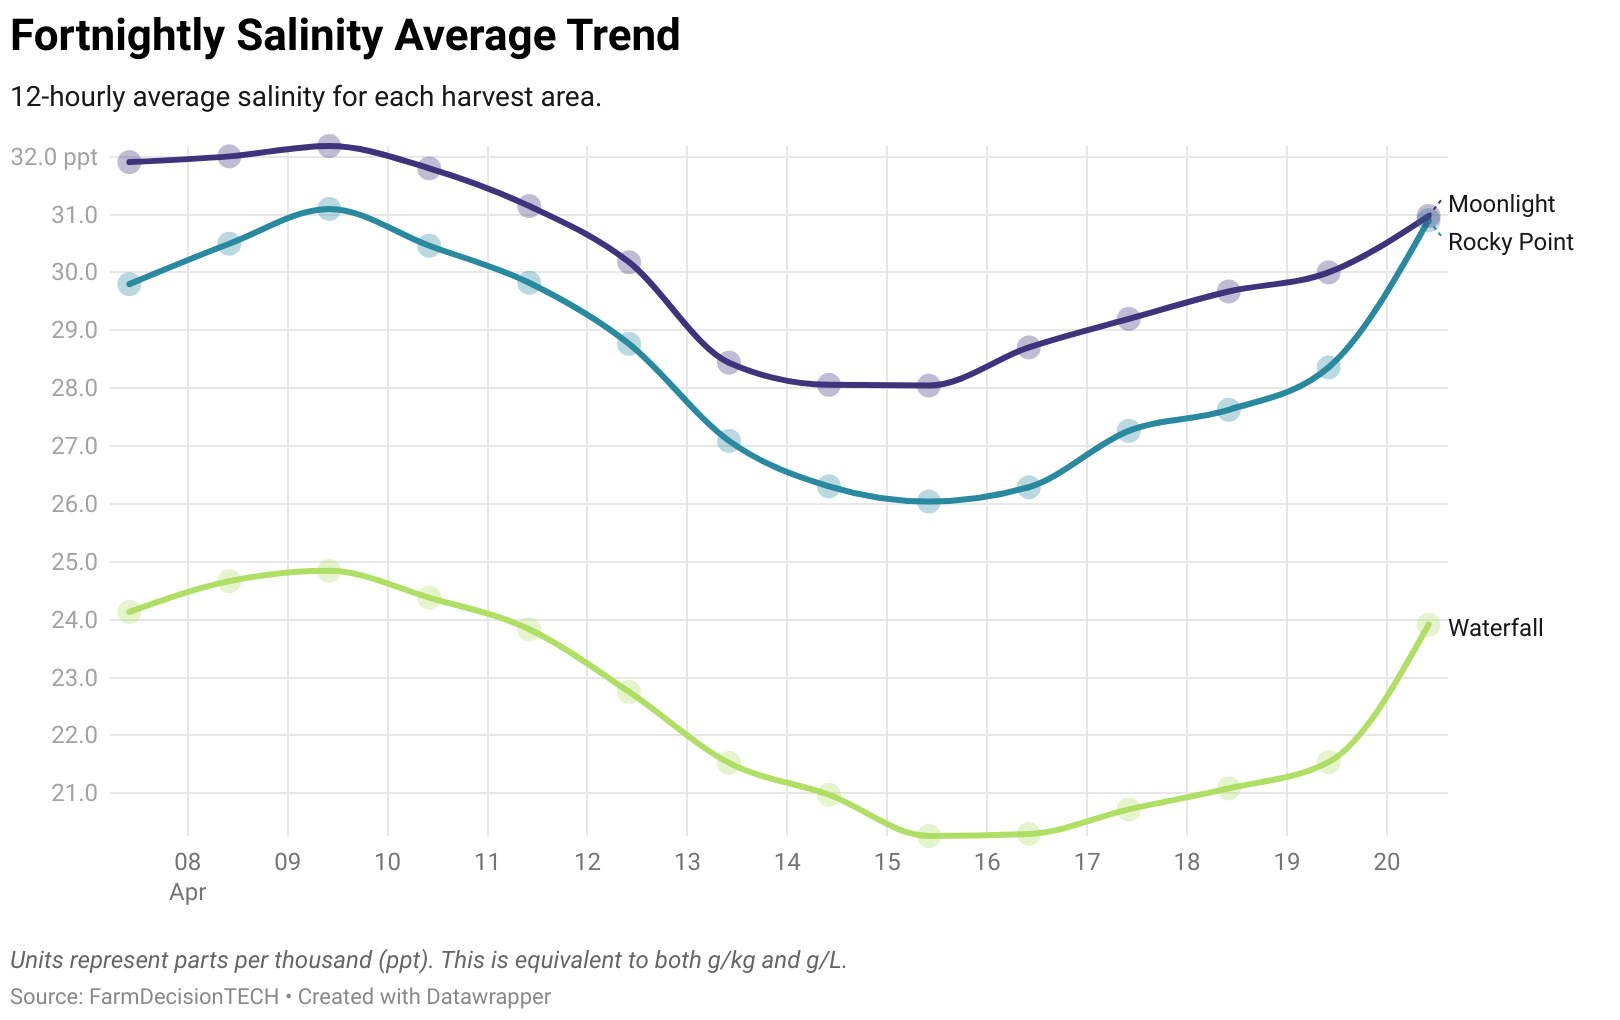 Fortnightly Salinity Average Trend
12-hourly average salinity for each harvest area.
32.0 ppt
31.0
30.0
29.0
28.0
27.0
26.0
25.0
24.0
23.0
22.0
21.0
Moonlight
Rocky Point
Waterfall
08 09 10 11 12 13 14 15 16 17 18 19 20
Apr
Units represent parts per thousand (ppt). This is equivalent to both g/kg and g/L.
Source: FarmDecisionTECH • Created with Datawrapper